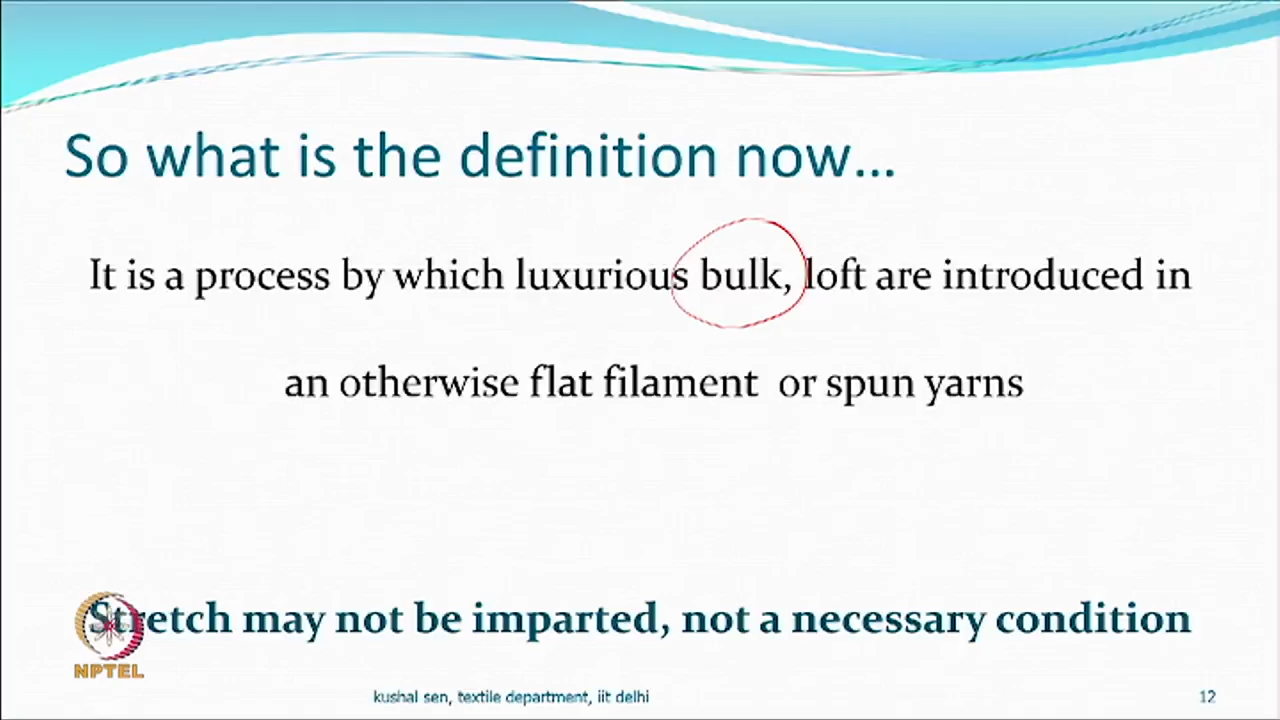 So what is the definition now...
It is a process by which luxurious bulk, loft are introduced in
an otherwise flat filament or spun yarns
Stretch may not be imparted, not a necessary condition
NPTEL
kushal sen, textile department, iit delhi
12